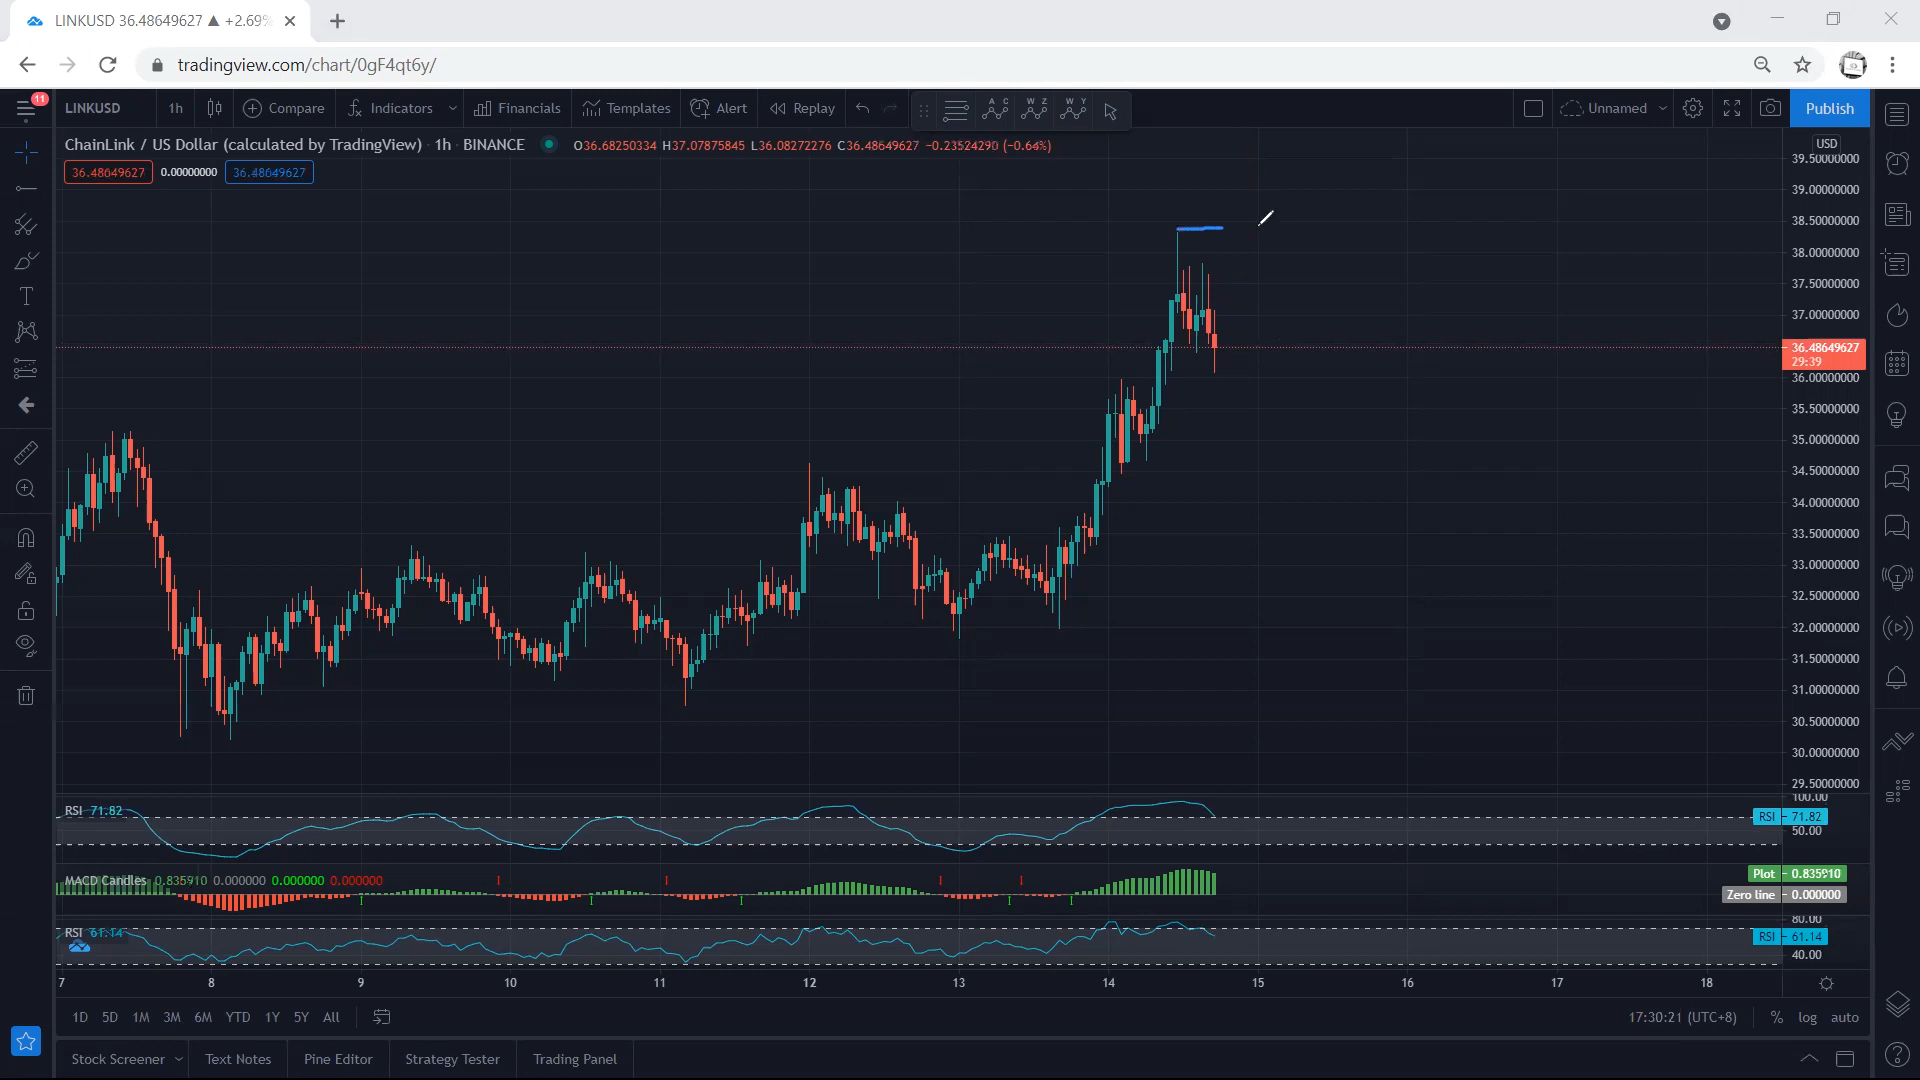 LINKUSD 36.48649627 ▲ +2.69%
tradingview.com/chart/0gF4qt6y/
11
LINKUSD 1h Compare Indicators Financials Templates Alert Replay A C W Z W Y Unnamed Publish
ChainLink / US Dollar (calculated by TradingView) · 1h · BINANCE O36.68250334 H37.07875845 L36.08272276 C36.48649627 −0.23524290 (−0.64%)
36.48649627 0.00000000 36.48649627
USD
39.50000000
39.00000000
38.50000000
38.00000000
37.50000000
37.00000000
36.48649627
29:39
36.00000000
35.50000000
35.00000000
34.50000000
34.00000000
33.50000000
33.00000000
32.50000000
32.00000000
31.50000000
31.00000000
30.50000000
30.00000000
29.50000000
100.00
RSI 71.82
RSI 71.82
50.00
MACD Candles 0.835910 0.000000 0.000000 0.000000
Plot 0.835910
Zero line 0.000000
80.00
RSI 61.14
RSI 61.14
40.00
7 8 9 10 11 12 13 14 15 16 17 18
1D 5D 1M 3M 6M YTD 1Y 5Y All 17:30:21 (UTC+8) % log auto
Stock Screener Text Notes Pine Editor Strategy Tester Trading Panel